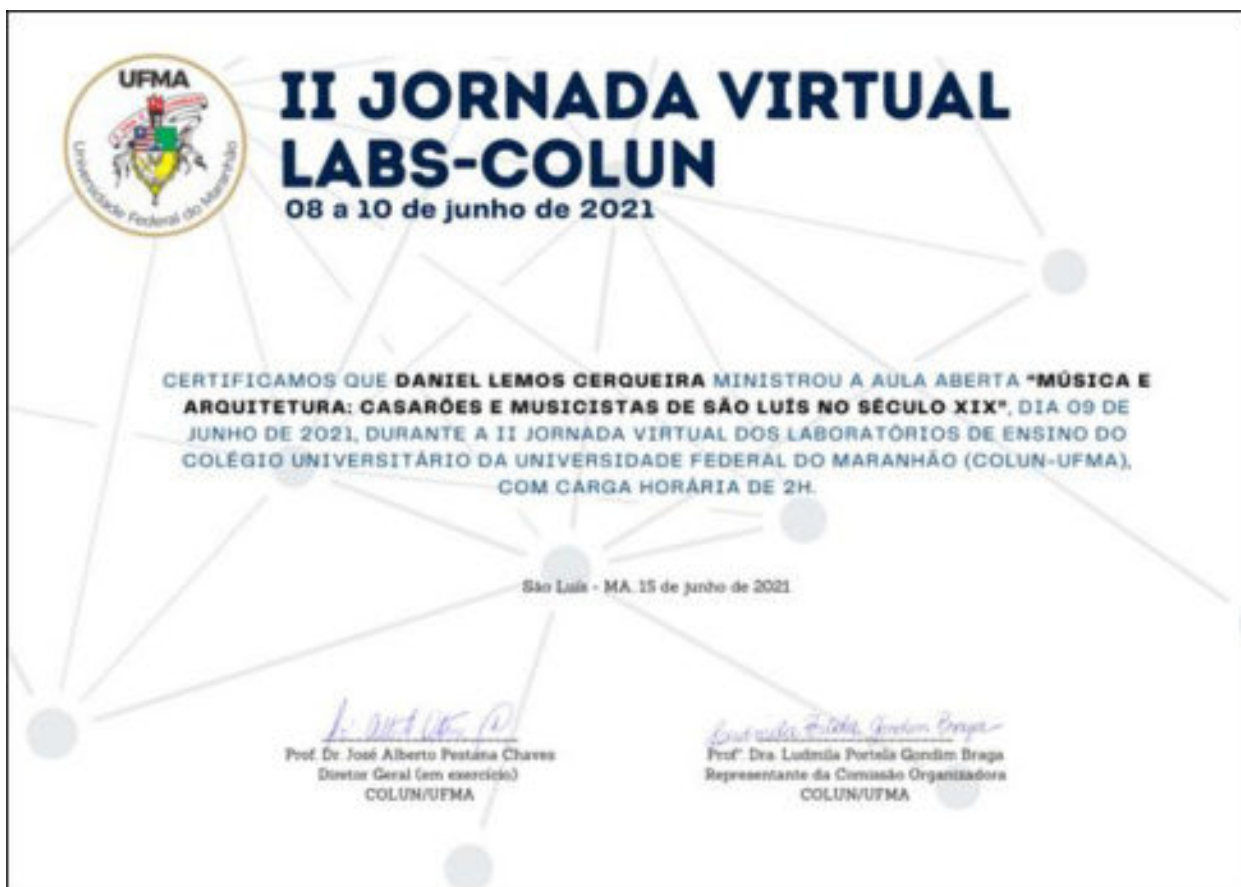 UFMA
Universidade Federal do Maranhão
II JORNADA VIRTUAL
LABS-COLUN
08 a 10 de junho de 2021
CERTIFICAMOS QUE DANIEL LEMOS CERQUEIRA MINISTROU A AULA ABERTA "MÚSICA E
ARQUITETURA: CASARÕES E MUSICISTAS DE SÃO LUÍS NO SÉCULO XIX", DIA 09 DE
JUNHO DE 2021, DURANTE A II JORNADA VIRTUAL DOS LABORATÓRIOS DE ENSINO DO
COLÉGIO UNIVERSITÁRIO DA UNIVERSIDADE FEDERAL DO MARANHÃO (COLUN-UFMA),
COM CARGA HORÁRIA DE 2H.
São Luís - MA, 15 de junho de 2021
Ludmila Portela Gondim Braga
Prof. Dr. José Alberto Pestana Chaves
Diretor Geral (em exercício)
COLUN/UFMA
Profª. Dra. Ludmila Portela Gondim Braga
Representante da Comissão Organizadora
COLUN/UFMA